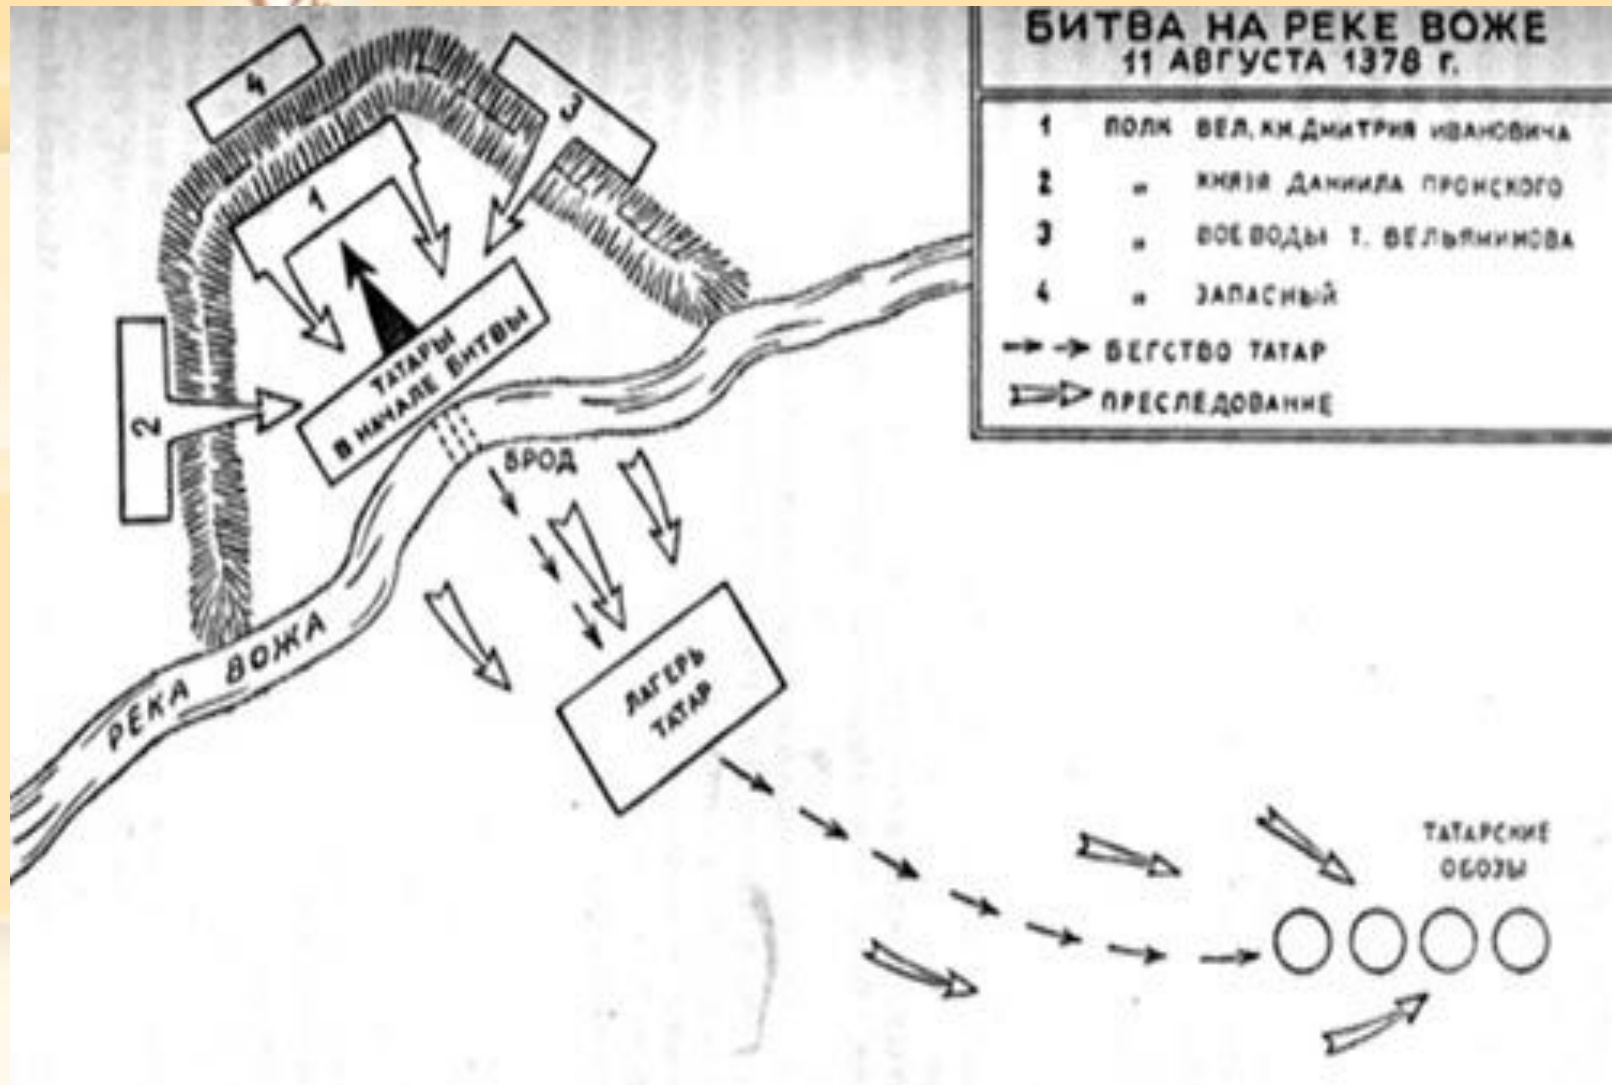 БИТВА НА РЕКЕ ВОЖЕ
11 АВГУСТА 1378 г.
1 ПОЛК ВЕЛ. КН. ДМИТРИЯ ИВАНОВИЧА
2 „ КНЯЗЯ ДАНИИЛА ПРОНСКОГО
3 „ ВОЕВОДЫ Т. ВЕЛЬЯМИНОВА
4 „ ЗАПАСНЫЙ
БЕГСТВО ТАТАР
ПРЕСЛЕДОВАНИЕ
4
3
1
2
ТАТАРЫ
В НАЧАЛЕ БИТВЫ
БРОД
РЕКА ВОЖА
ЛАГЕРЬ
ТАТАР
ТАТАРСКИЕ
ОБОЗЫ